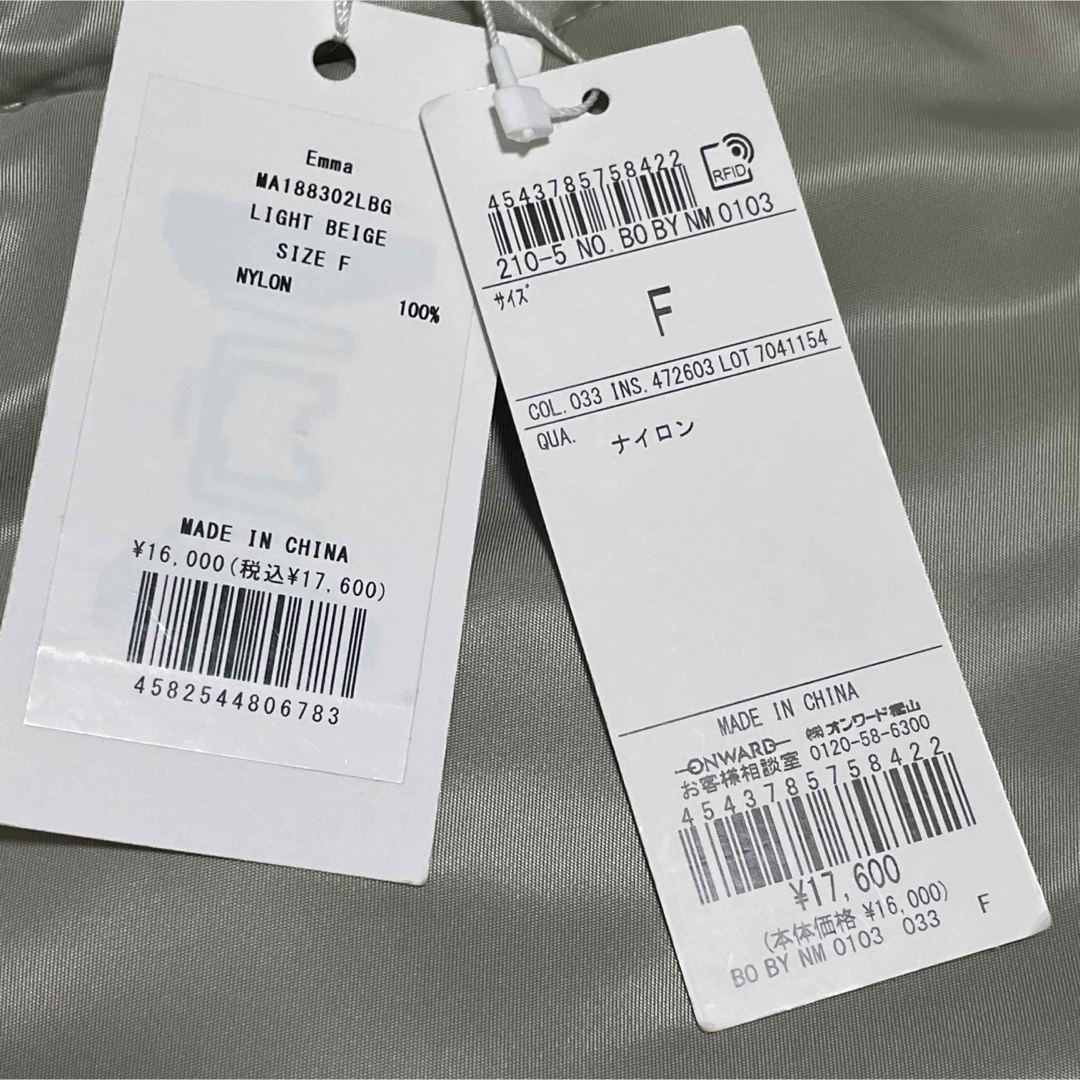 Emma
MA188302LBG
LIGHT BEIGE
SIZE F
NYLON
100%
MADE IN CHINA
¥16,000(税込¥17,600)
4582544806783
4543785758422
RFID
210-5 NO. BO BY NM 0103
サイズ
F
COL. 033 INS. 472603 LOT 7041154
QUA. ナイロン
MADE IN CHINA
ONWARD ㈱オンワード樫山
お客様相談室 0120-58-6300
4543785758422
¥17,600
(本体価格 ¥16,000)
BO BY NM 0103 033 F